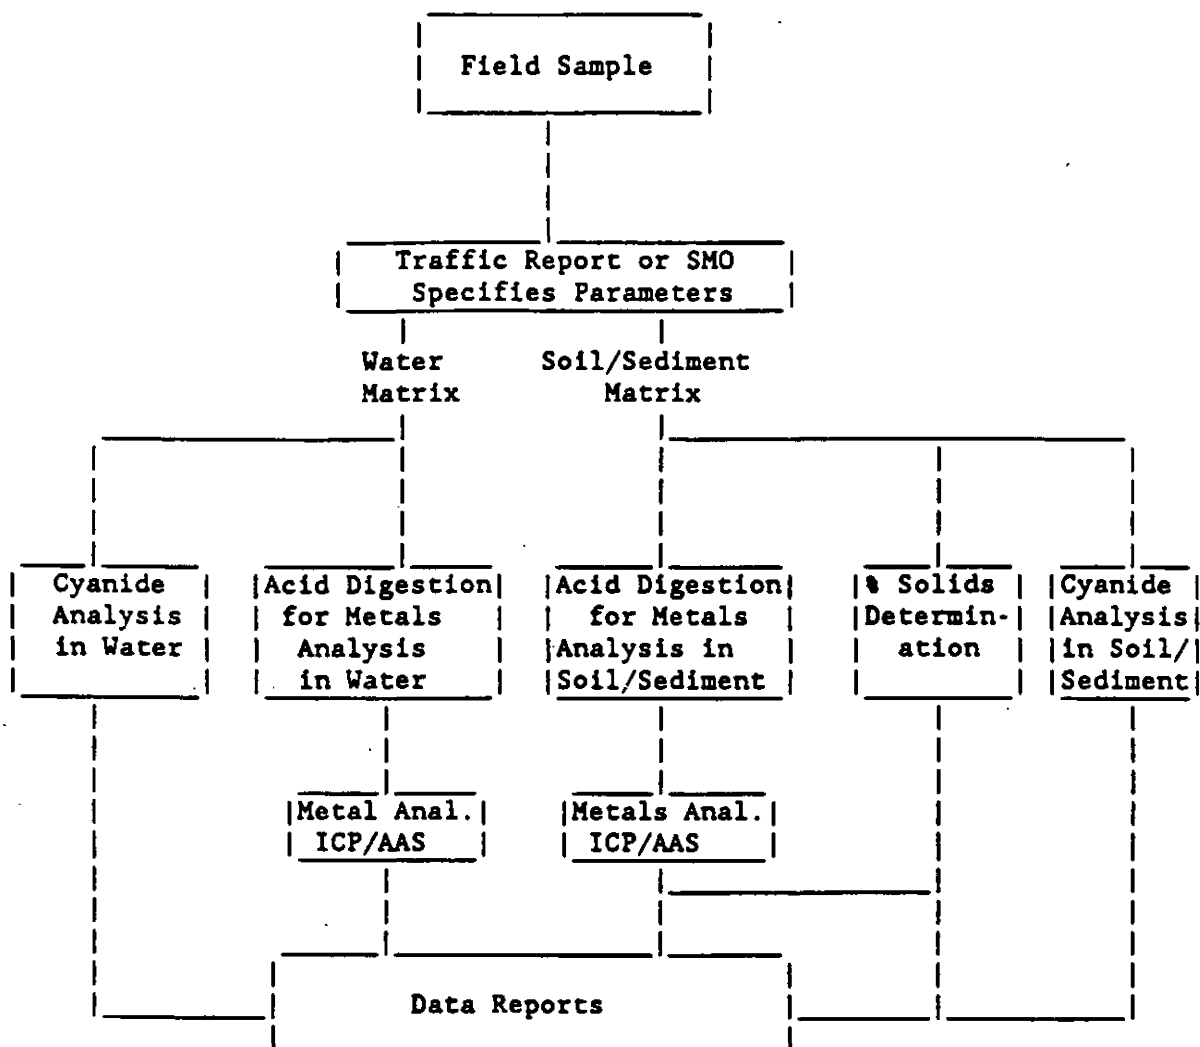 Field Sample
Traffic Report or SMO
Specifies Parameters
Water
Matrix
Soil/Sediment
Matrix
Cyanide
Analysis
in Water
Acid Digestion
for Metals
Analysis
in Water
Acid Digestion
for Metals
Analysis in
Soil/Sediment
% Solids
Determin-
ation
Cyanide
Analysis
in Soil/
Sediment
Metal Anal.
ICP/AAS
Metals Anal.
ICP/AAS
Data Reports